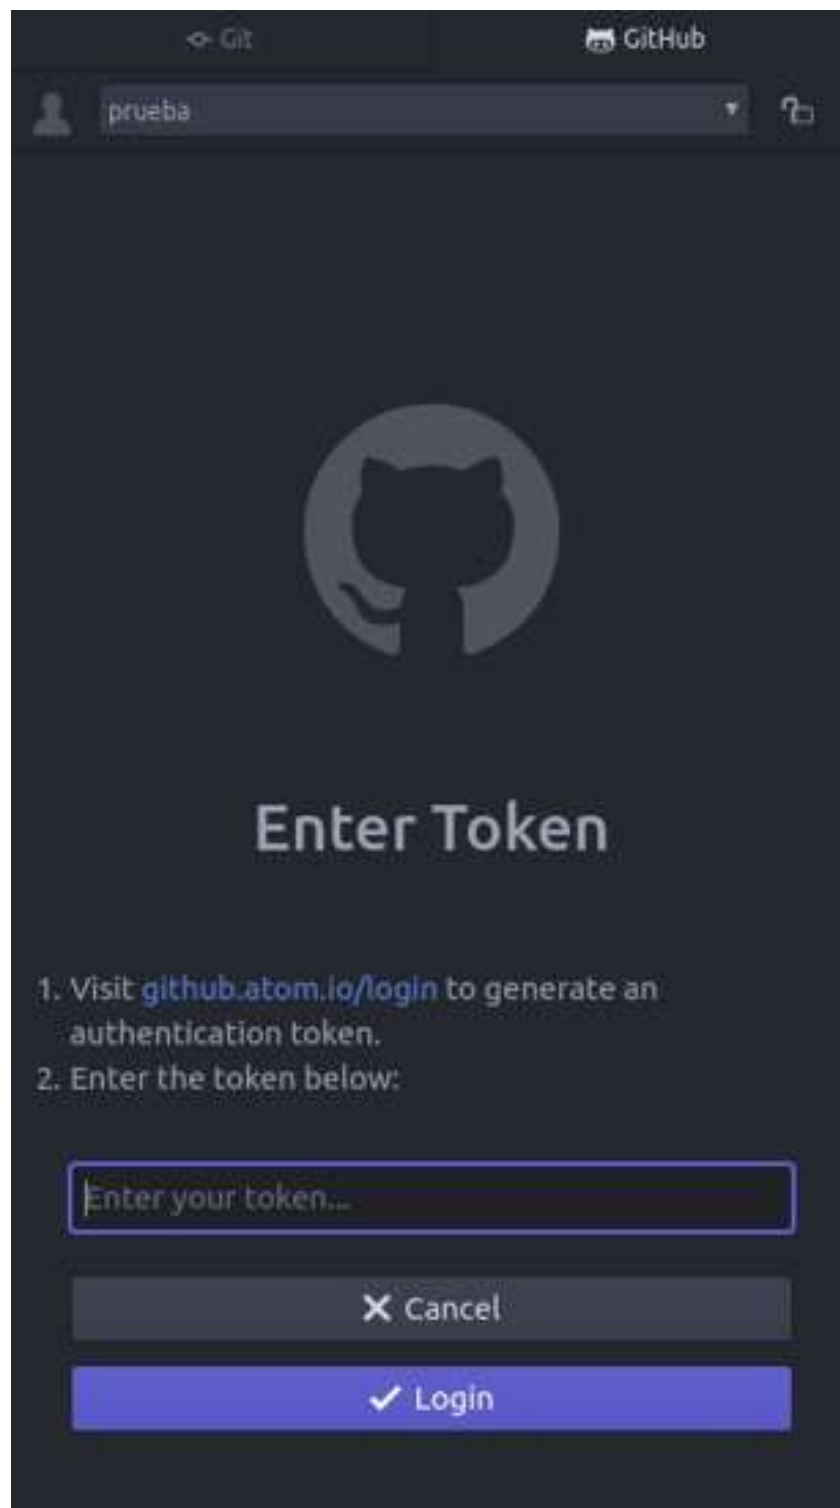 Git
GitHub
prueba
Enter Token
1. Visit github.atom.io/login to generate an
authentication token.
2. Enter the token below:
Enter your token...
Cancel
Login